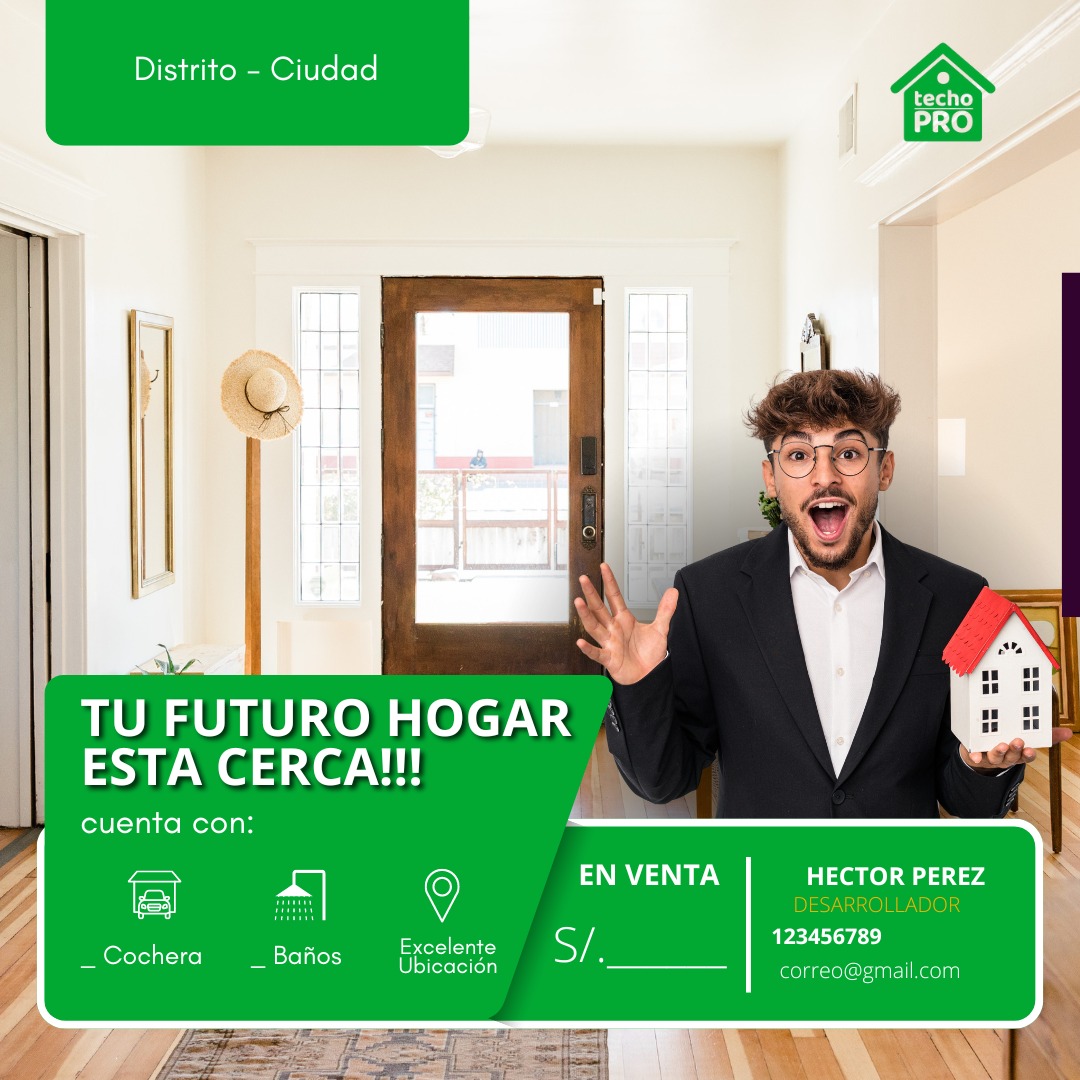 Distrito - Ciudad
techo
PRO
TU FUTURO HOGAR
ESTA CERCA!!!
cuenta con:
_ Cochera
_ Baños
Excelente
Ubicación
EN VENTA
S/.______
HECTOR PEREZ
DESARROLLADOR
123456789
correo@gmail.com